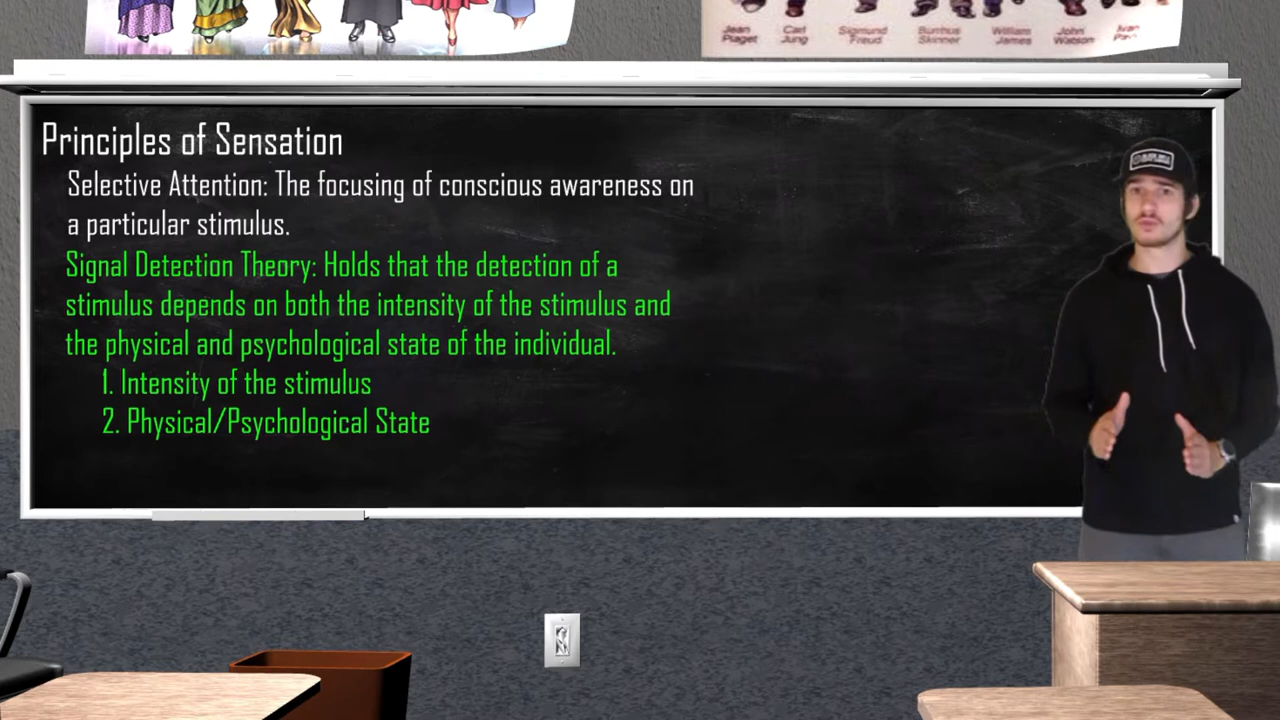 Jean Carl Sigmund Burrhus William John Ivan
Piaget Jung Freud Skinner James Watson
Principles of Sensation
Selective Attention: The focusing of conscious awareness on
a particular stimulus.
Signal Detection Theory: Holds that the detection of a
stimulus depends on both the intensity of the stimulus and
the physical and psychological state of the individual.
1. Intensity of the stimulus
2. Physical/Psychological State